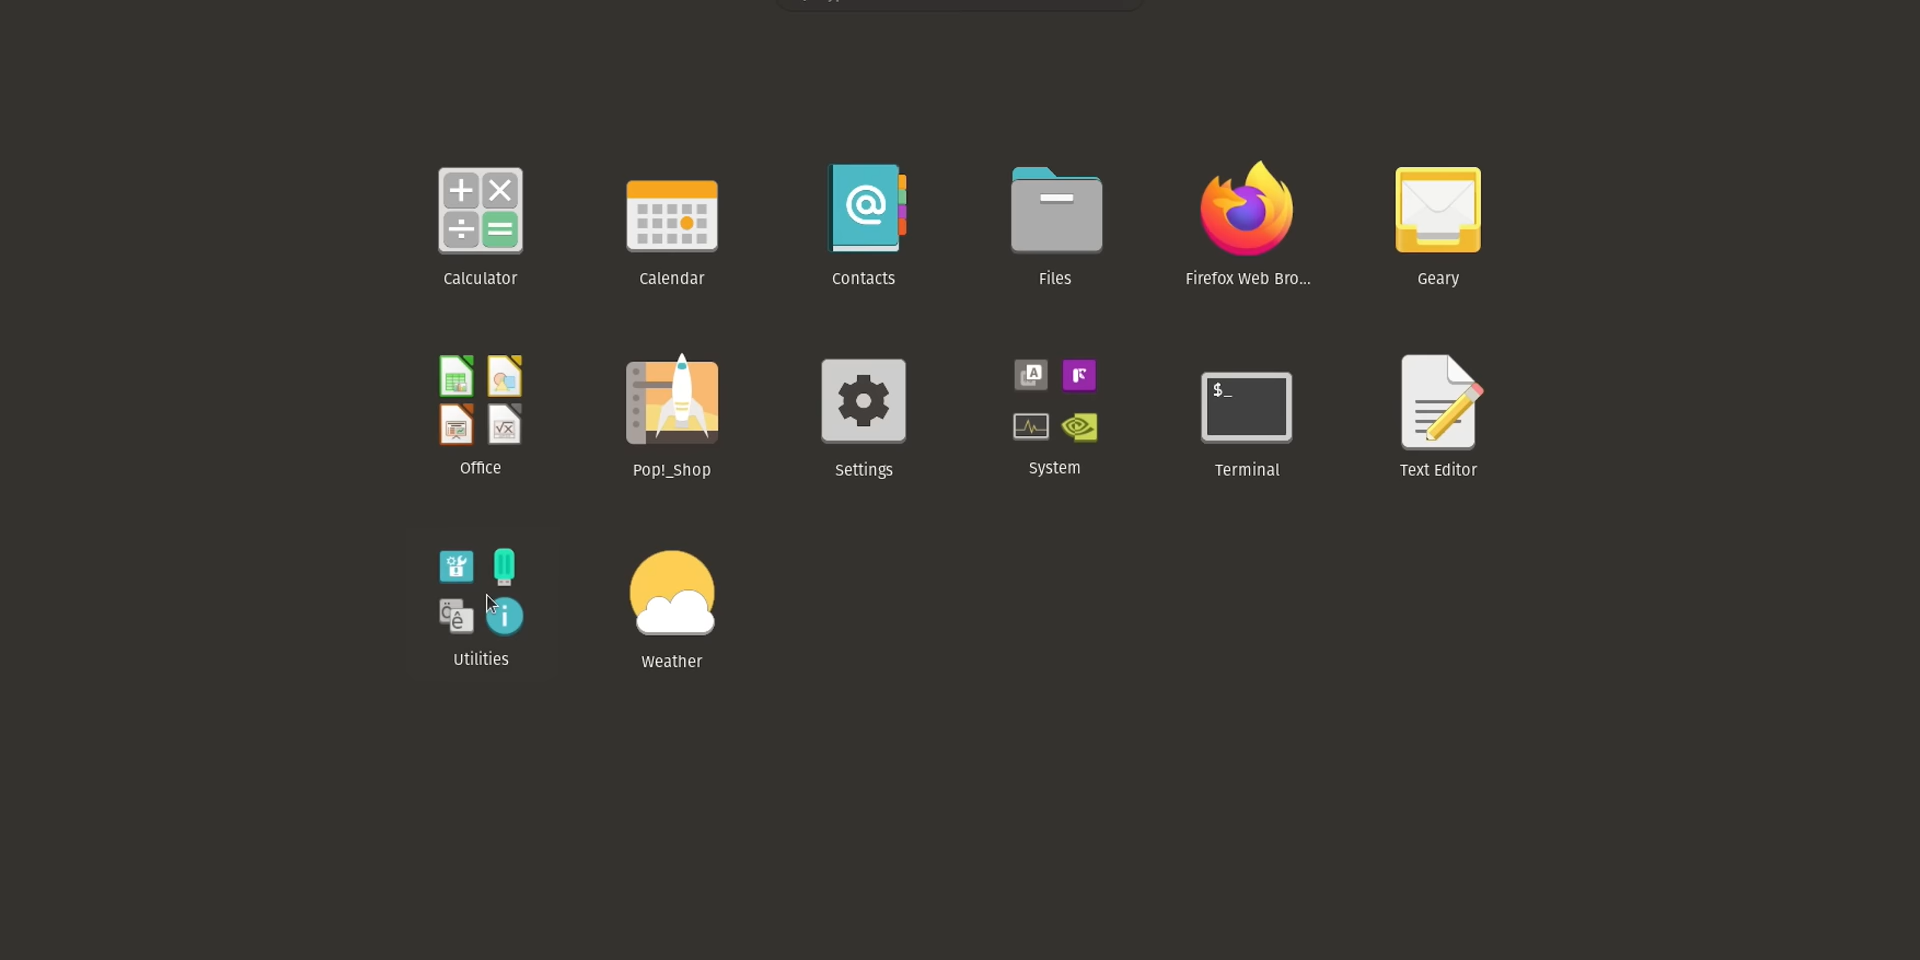 Calculator
Calendar
Contacts
Files
Firefox Web Bro...
Geary
Office
Pop!_Shop
Settings
System
$_
Terminal
Text Editor
Utilities
Weather